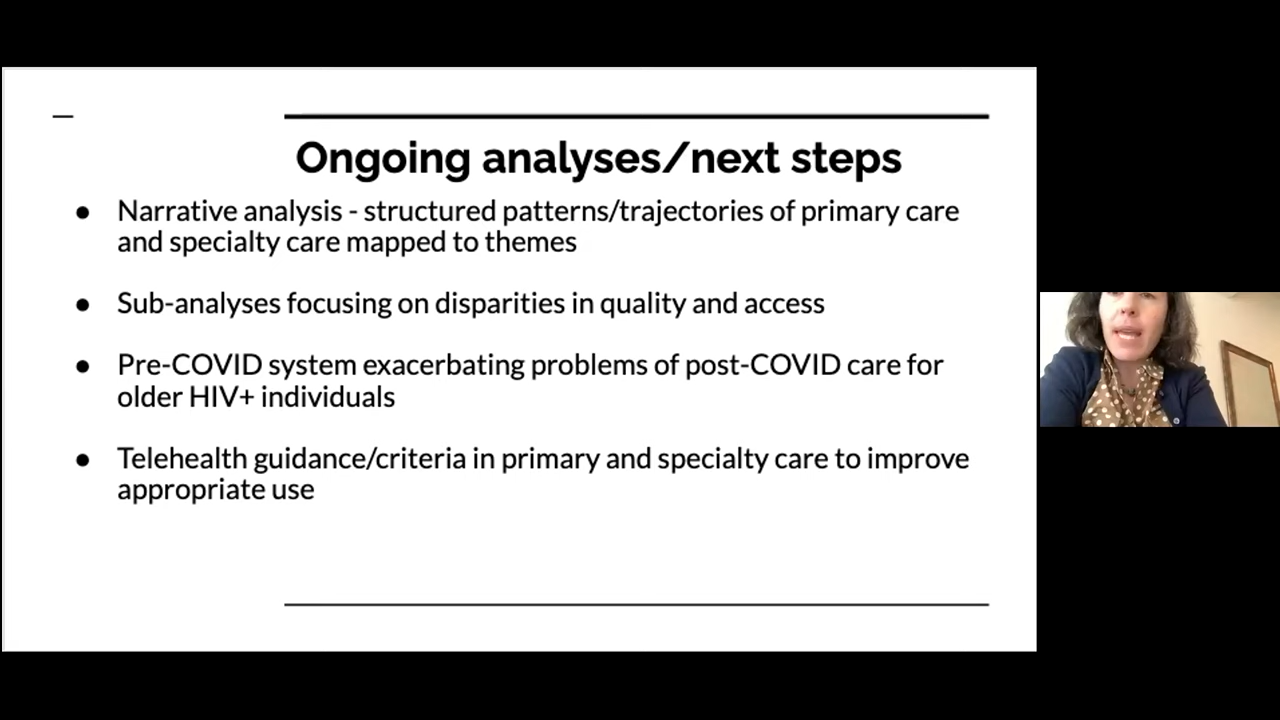 Ongoing analyses/next steps
● Narrative analysis - structured patterns/trajectories of primary care
and specialty care mapped to themes
● Sub-analyses focusing on disparities in quality and access
● Pre-COVID system exacerbating problems of post-COVID care for
older HIV+ individuals
● Telehealth guidance/criteria in primary and specialty care to improve
appropriate use